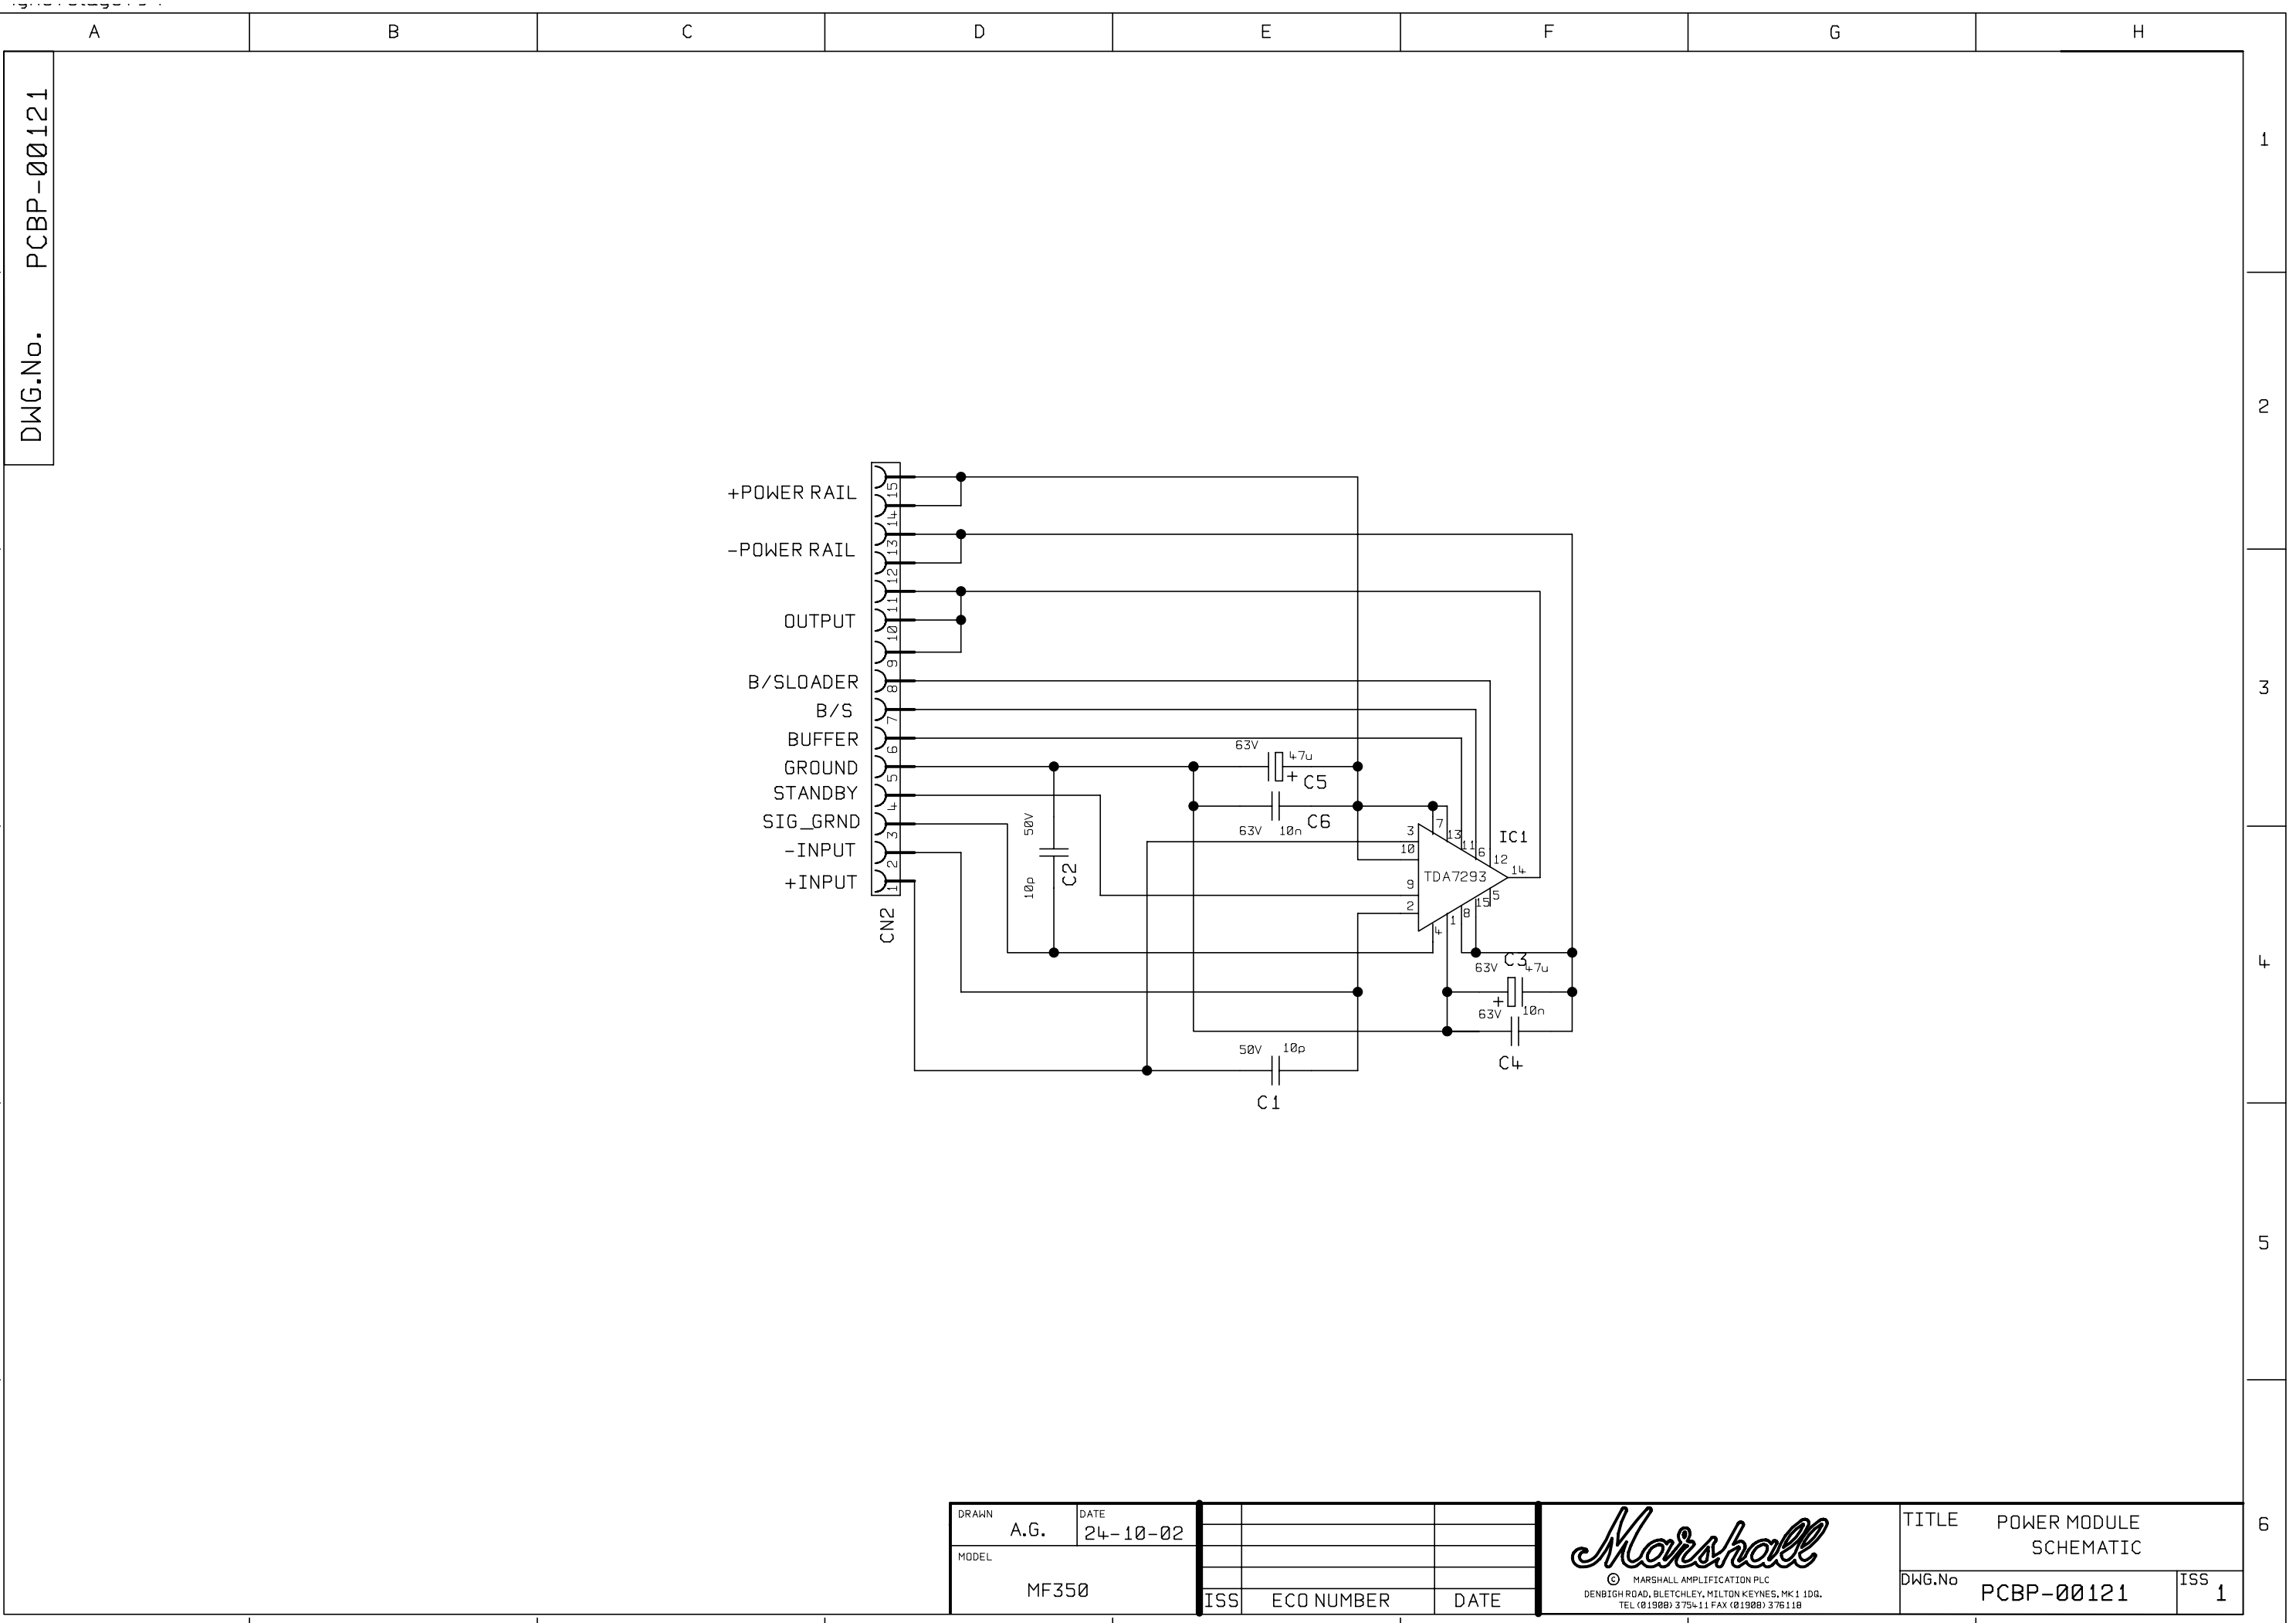 A B C D E F G H
DWG.No. PCBP-00121
1
2
3
4
5
6
+POWER RAIL
-POWER RAIL
OUTPUT
B/SLOADER
B/S
BUFFER
GROUND
STANDBY
SIG_GRND
-INPUT
+INPUT
15
14
13
12
11
10
9
8
7
6
5
4
3
2
1
CN2
50V
10p
C2
63V
47u
+
C5
C6
63V 10n
3
10
9
2
7
13
11
6
12
14
5
15
8
1
4
IC1
TDA7293
63V C3 47u
+
63V 10n
C4
50V 10p
C1
DRAWN
A.G.
DATE
24-10-02
MODEL
MF350
ISS ECO NUMBER DATE
Marshall
© MARSHALL AMPLIFICATION PLC
DENBIGH ROAD, BLETCHLEY, MILTON KEYNES, MK1 1DQ.
TEL (01908) 375411 FAX (01908) 376118
TITLE POWER MODULE
SCHEMATIC
DWG.No PCBP-00121
ISS 1